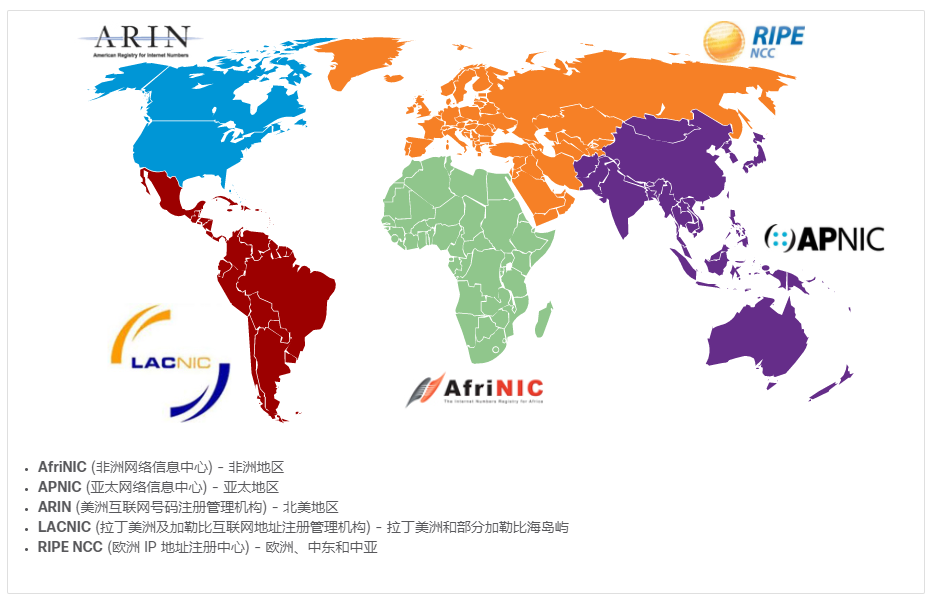 ARIN
American Registry for Internet Numbers
RIPE
NCC
APNIC
LACNIC
AfriNIC
The Internet Numbers Registry for Africa
AfriNIC (非洲网络信息中心) – 非洲地区
APNIC (亚太网络信息中心) – 亚太地区
ARIN (美洲互联网号码注册管理机构) – 北美地区
LACNIC (拉丁美洲及加勒比互联网地址注册管理机构) – 拉丁美洲和部分加勒比海岛屿
RIPE NCC (欧洲 IP 地址注册中心) – 欧洲、中东和中亚